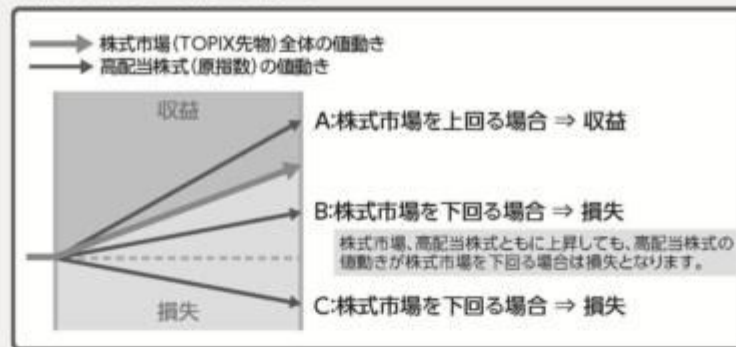 株式市場(TOPIX先物)全体の値動き
高配当株式(原指数)の値動き
収益
A:株式市場を上回る場合 ⇒ 収益
B:株式市場を下回る場合 ⇒ 損失
株式市場、高配当株式ともに上昇しても、高配当株式の
値動きが株式市場を下回る場合は損失となります。
損失
C:株式市場を下回る場合 ⇒ 損失